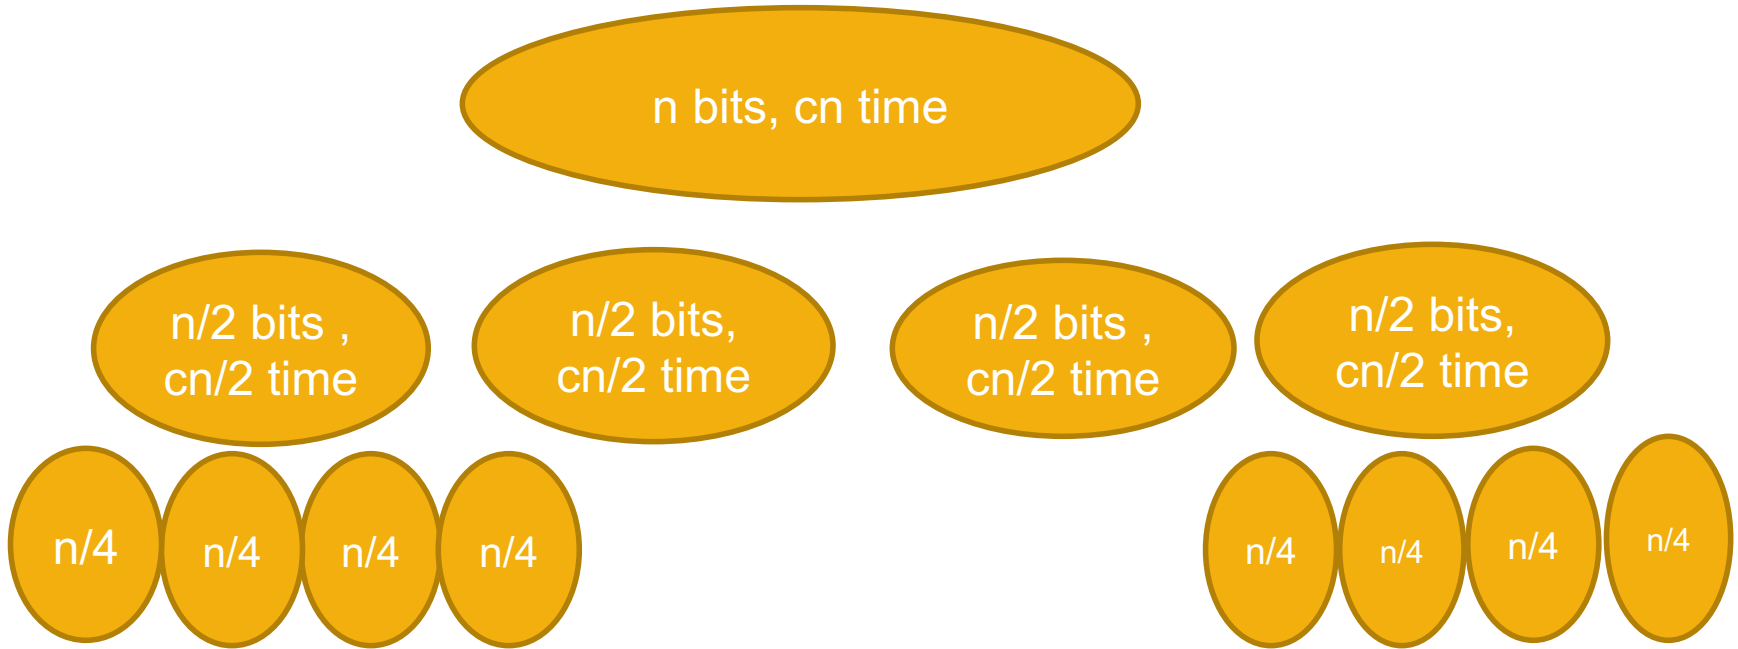 n bits, cn time
n/2 bits ,
cn/2 time
n/2 bits,
cn/2 time
n/2 bits ,
cn/2 time
n/2 bits,
cn/2 time
n/4
n/4
n/4
n/4
n/4
n/4
n/4
n/4